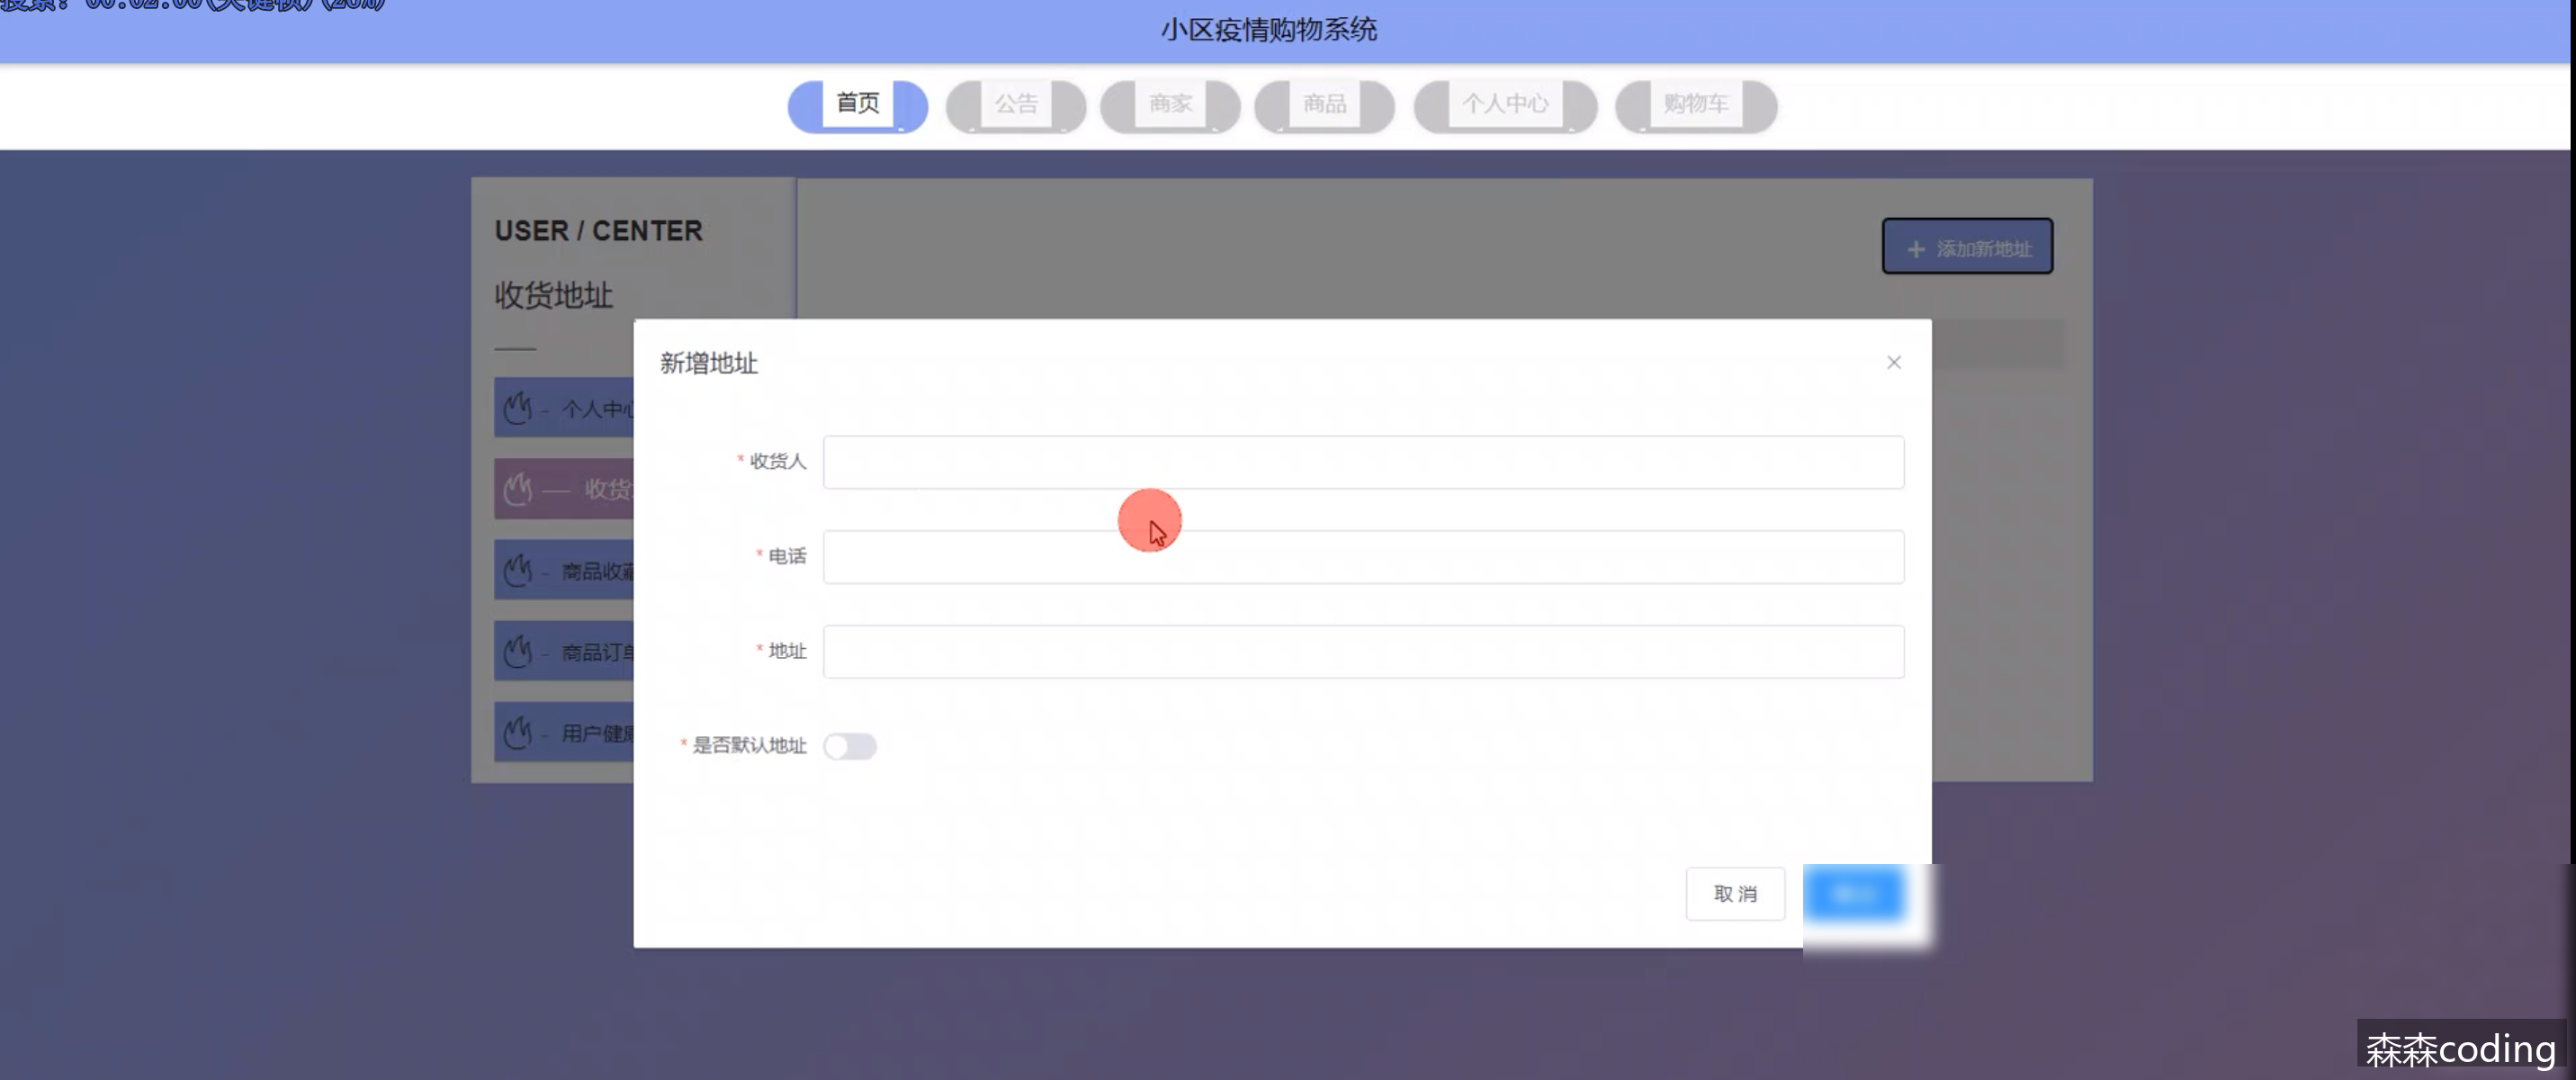 小区疫情购物系统
首页 公告 商家 商品 个人中心 购物车
USER / CENTER
+ 添加新地址
收货地址
新增地址
- 个人中心
* 收货人
— 收货
* 电话
- 商品收藏
* 地址
- 商品订单
- 用户健康
* 是否默认地址
取 消
森森coding